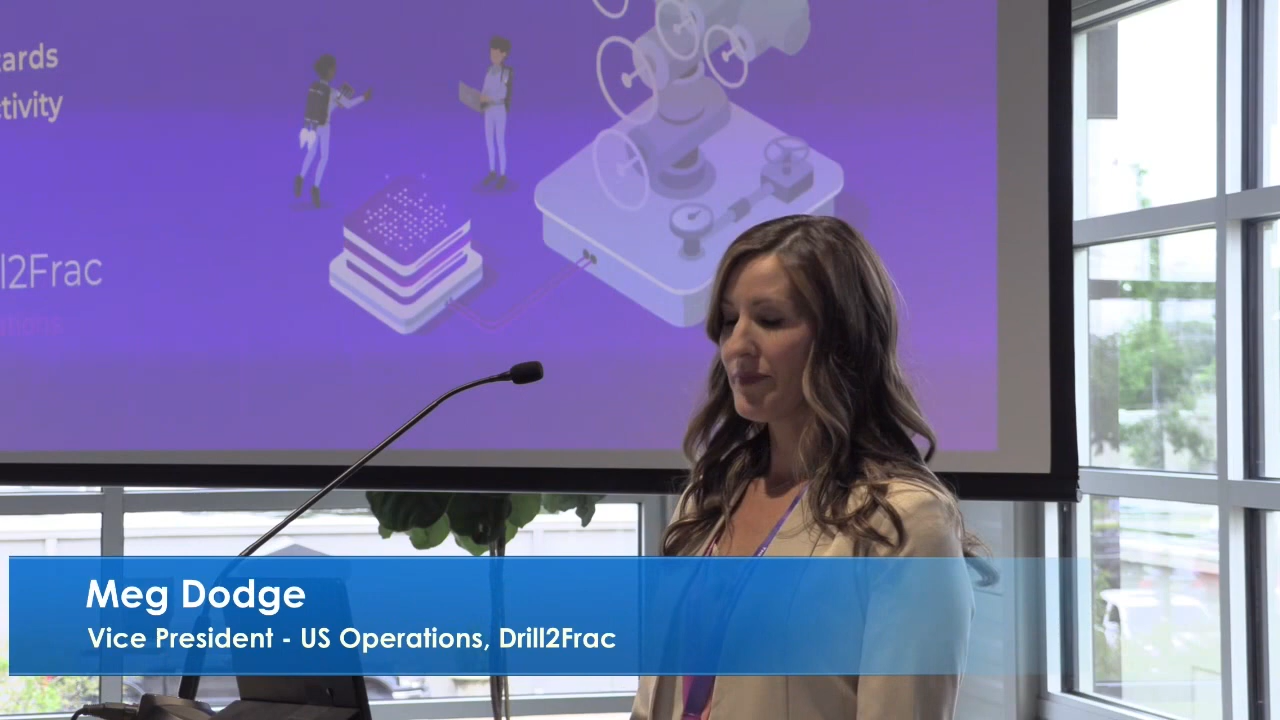 ards
tivity
l2Frac
Meg Dodge
Vice President - US Operations, Drill2Frac